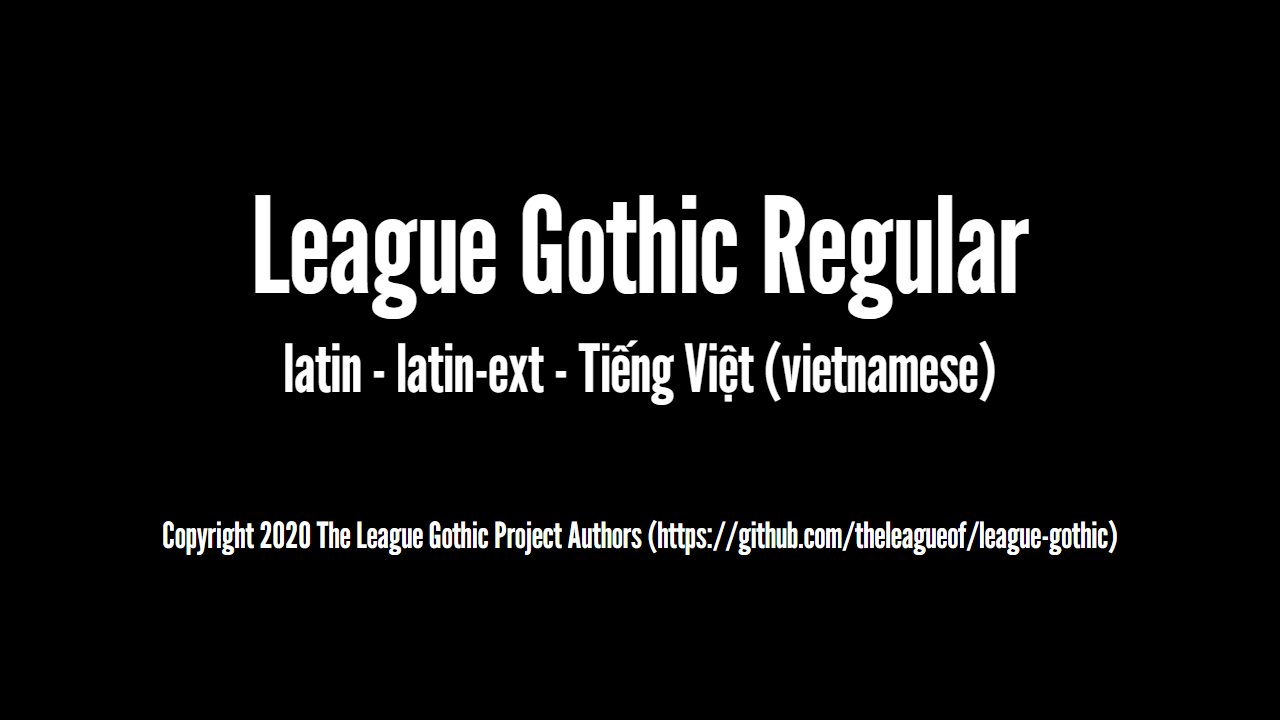 League Gothic Regular
latin - latin-ext - Tiếng Việt (vietnamese)
Copyright 2020 The League Gothic Project Authors (https://github.com/theleagueof/league-gothic)